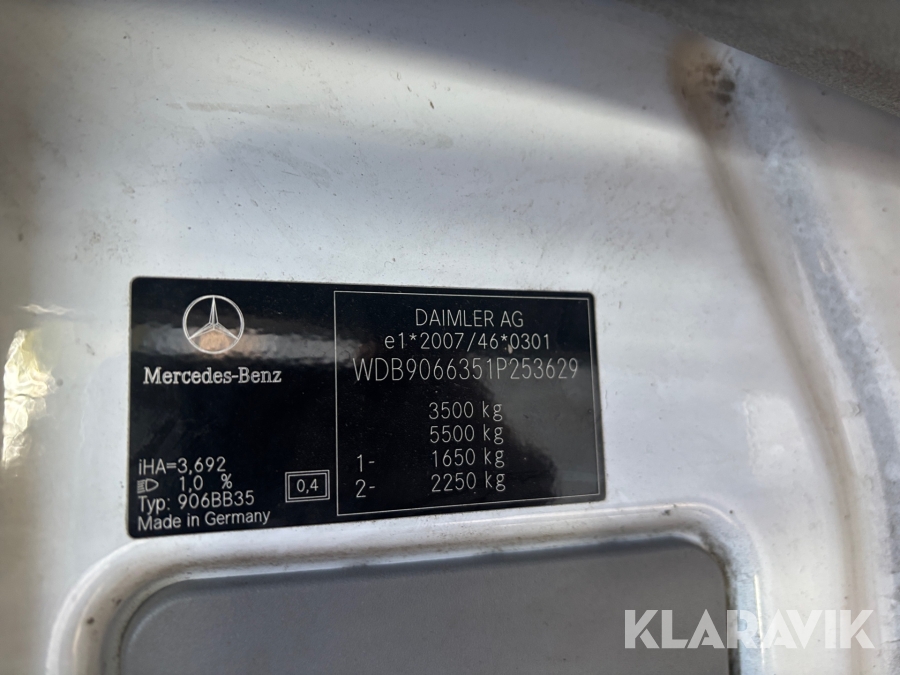 Mercedes-Benz
iHA=3,692
1,0 %
Typ: 906BB35
Made in Germany
0,4
DAIMLER AG
e1*2007/46*0301
WDB9066351P253629
3500 kg
5500 kg
1- 1650 kg
2- 2250 kg
KLARAVIK